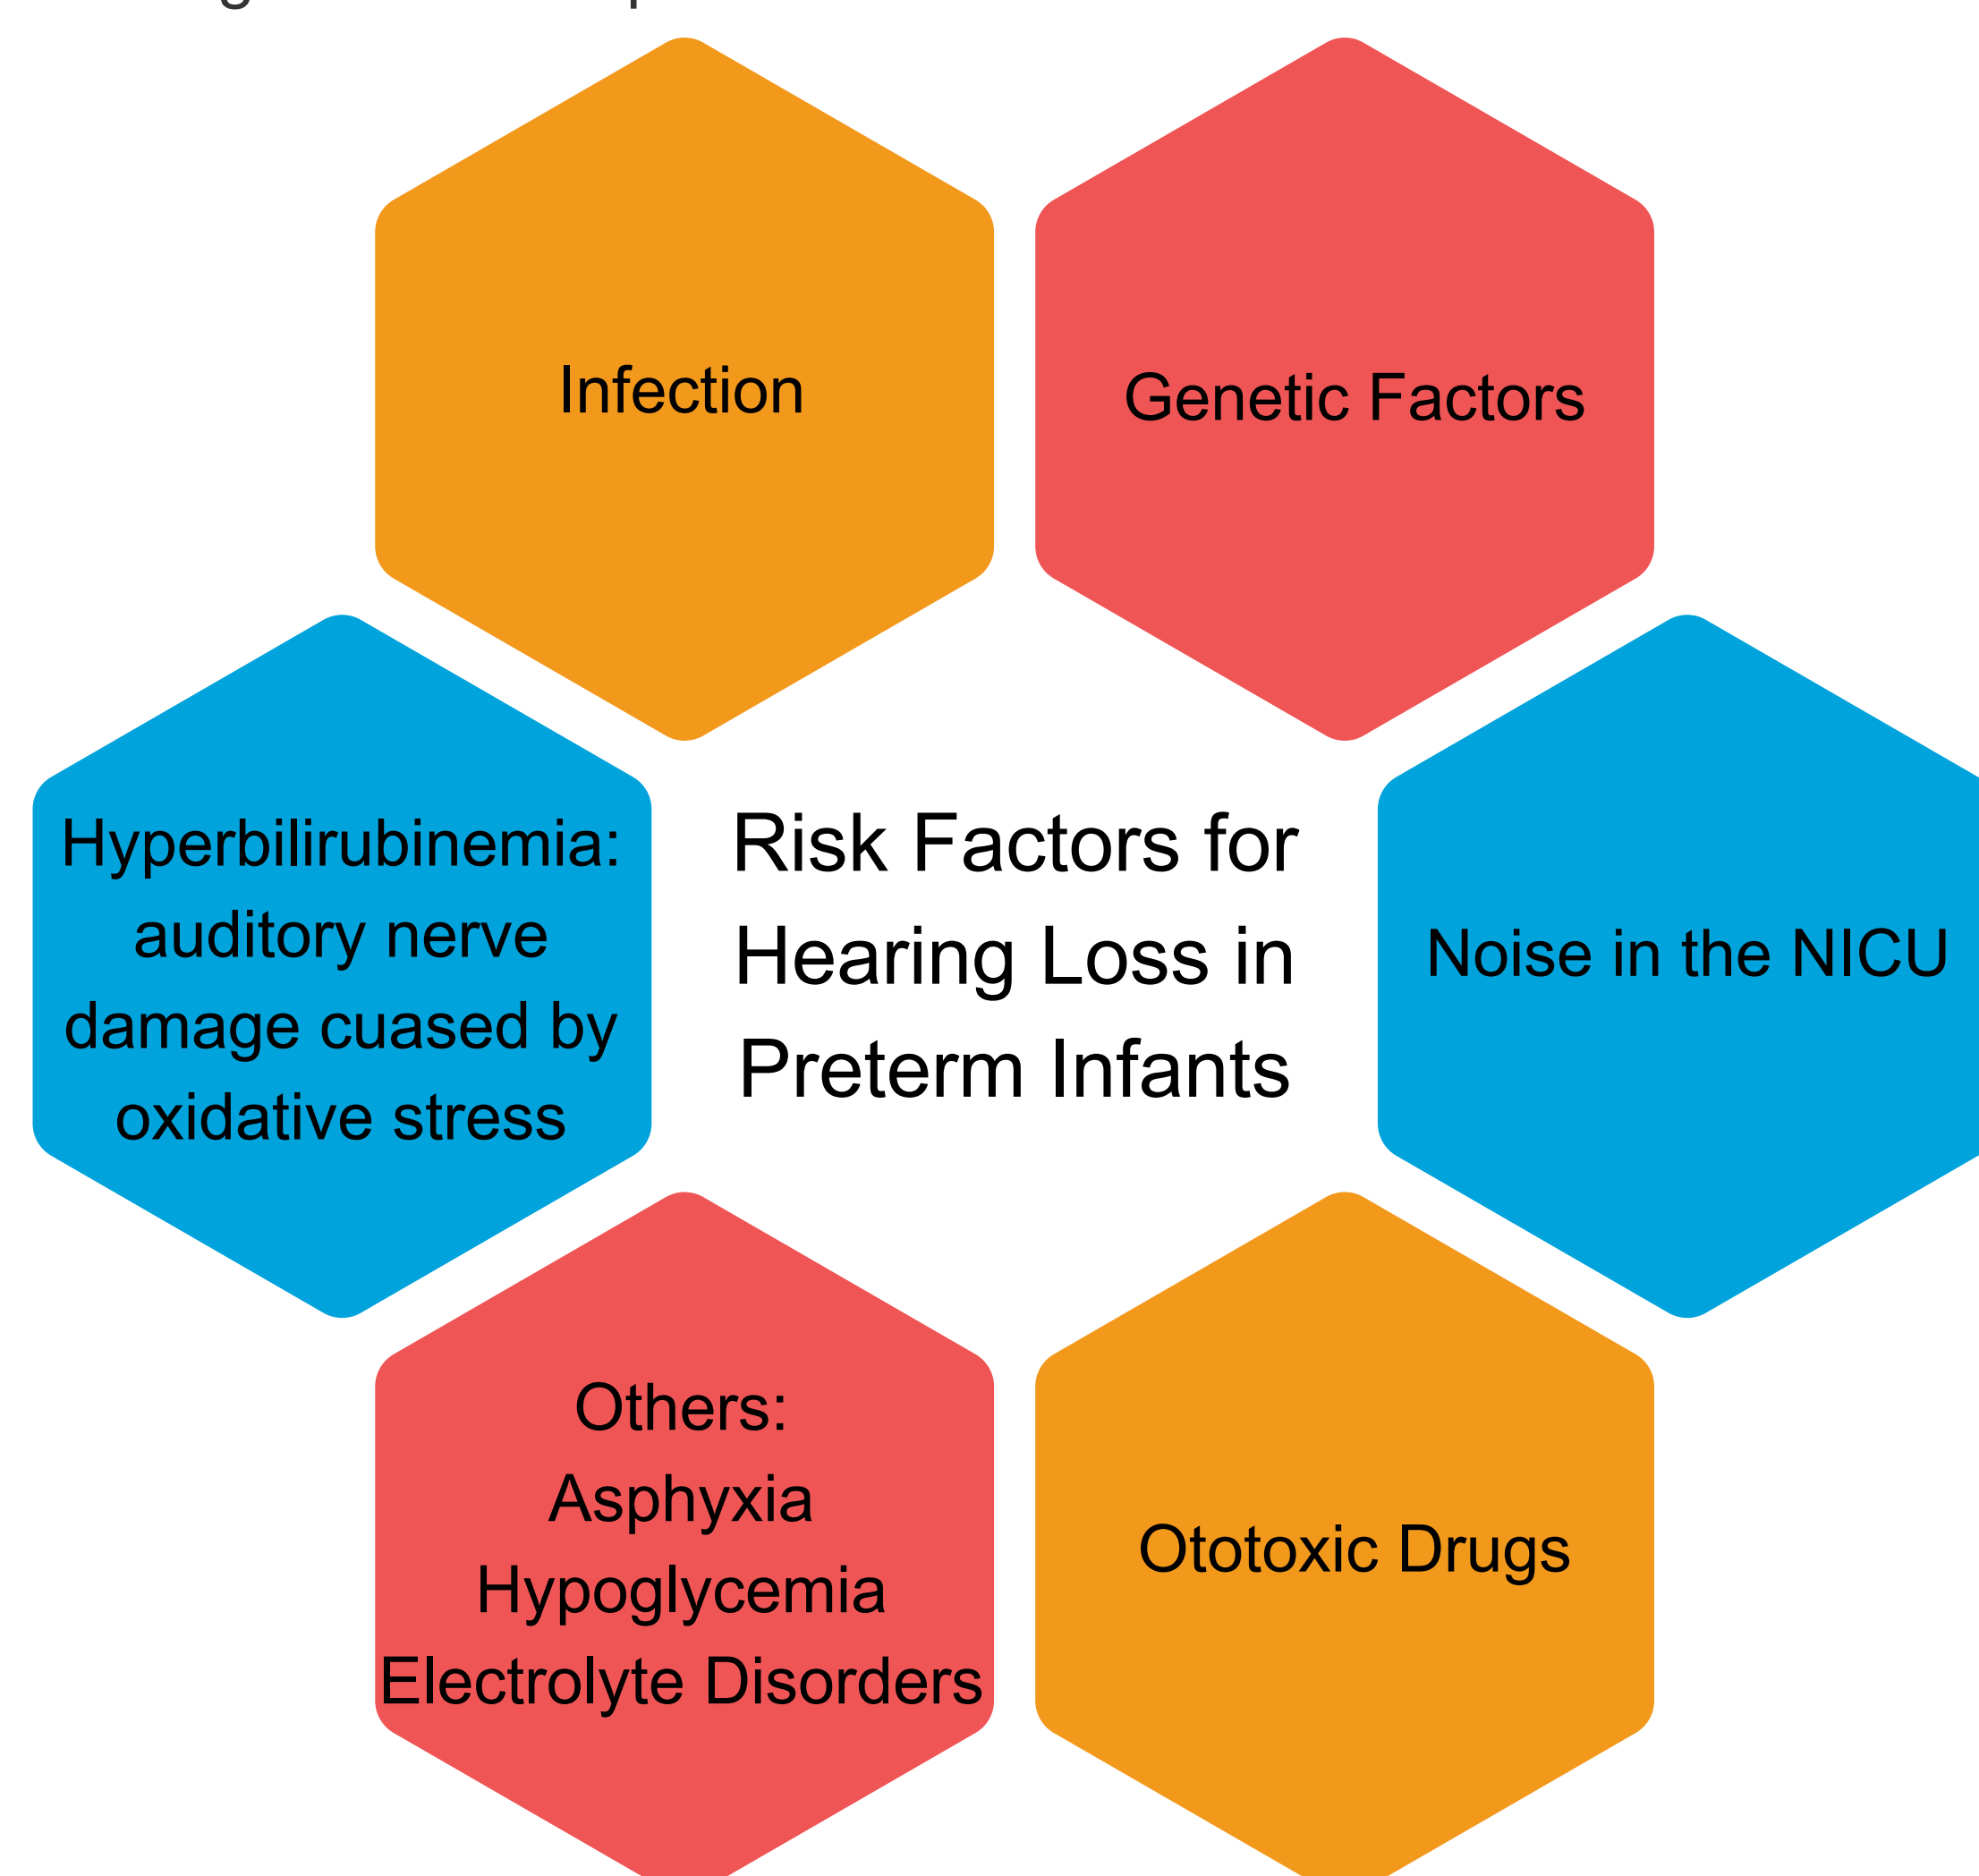 Infection
Genetic Factors
Hyperbilirubinemia:
auditory nerve
damage cuased by
oxidative stress
Risk Factors for
Hearing Loss in
Preterm Infants
Noise in the NICU
Others:
Asphyxia
Hypoglycemia
Electrolyte Disorders
Ototoxic Drugs